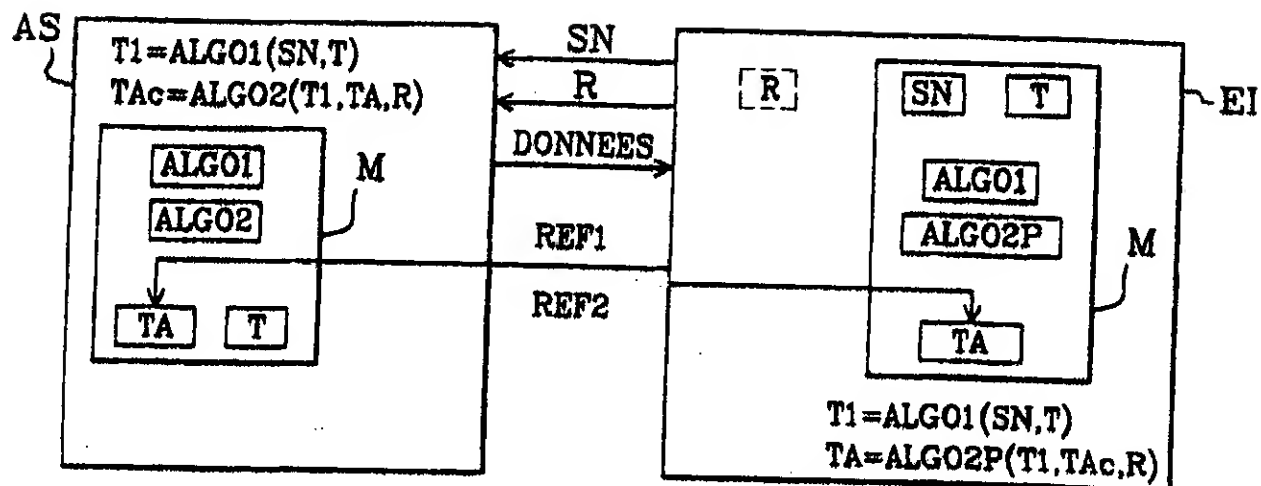 AS
T1=ALGO1(SN,T)
TAc=ALGO2(T1,TA,R)
ALGO1
ALGO2
M
TA
T
SN
R
DONNEES
REF1
REF2
R
SN
T
EI
ALGO1
ALGO2P
M
TA
T1=ALGO1(SN,T)
TA=ALGO2P(T1,TAc,R)